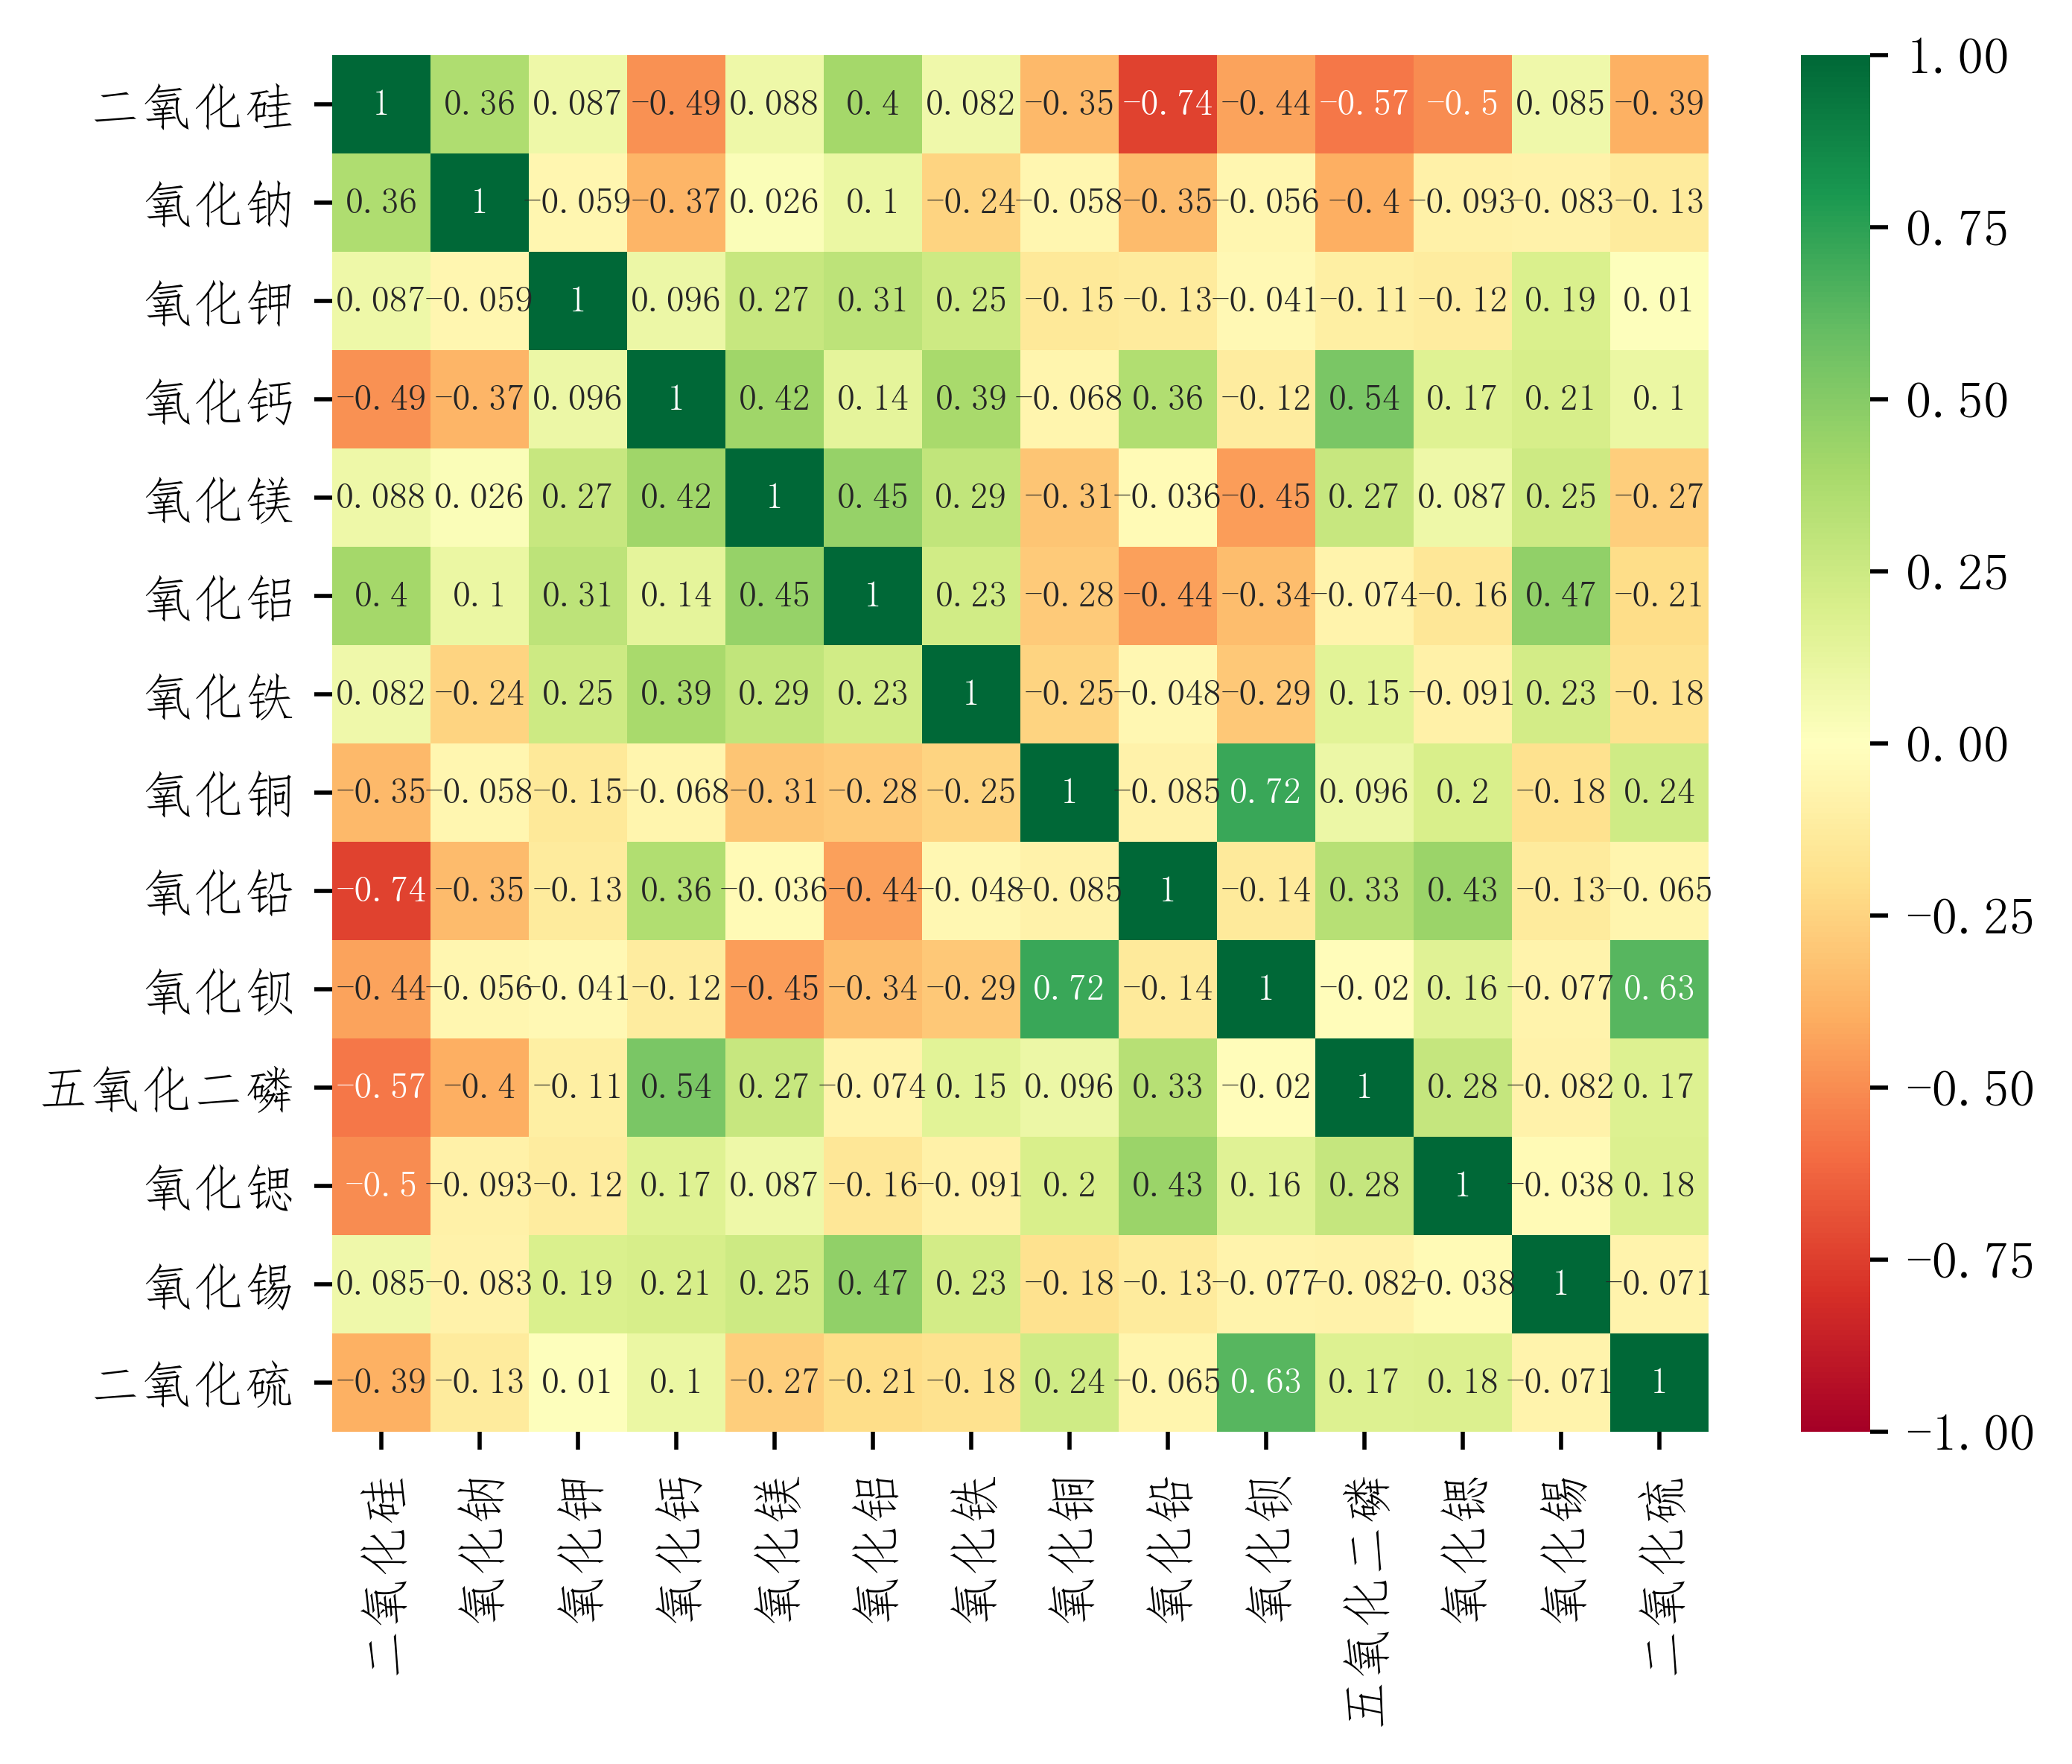 二氧化硅 1 0.36 0.087 -0.49 0.088 0.4 0.082 -0.35 -0.74 -0.44 -0.57 -0.5 0.085 -0.39
氧化钠 0.36 1 -0.059 -0.37 0.026 0.1 -0.24 -0.058 -0.35 -0.056 -0.4 -0.093 -0.083 -0.13
氧化钾 0.087 -0.059 1 0.096 0.27 0.31 0.25 -0.15 -0.13 -0.041 -0.11 -0.12 0.19 0.01
氧化钙 -0.49 -0.37 0.096 1 0.42 0.14 0.39 -0.068 0.36 -0.12 0.54 0.17 0.21 0.1
氧化镁 0.088 0.026 0.27 0.42 1 0.45 0.29 -0.31 -0.036 -0.45 0.27 0.087 0.25 -0.27
氧化铝 0.4 0.1 0.31 0.14 0.45 1 0.23 -0.28 -0.44 -0.34 -0.074 -0.16 0.47 -0.21
氧化铁 0.082 -0.24 0.25 0.39 0.29 0.23 1 -0.25 -0.048 -0.29 0.15 -0.091 0.23 -0.18
氧化铜 -0.35 -0.058 -0.15 -0.068 -0.31 -0.28 -0.25 1 -0.085 0.72 0.096 0.2 -0.18 0.24
氧化铅 -0.74 -0.35 -0.13 0.36 -0.036 -0.44 -0.048 -0.085 1 -0.14 0.33 0.43 -0.13 -0.065
氧化钡 -0.44 -0.056 -0.041 -0.12 -0.45 -0.34 -0.29 0.72 -0.14 1 -0.02 0.16 -0.077 0.63
五氧化二磷 -0.57 -0.4 -0.11 0.54 0.27 -0.074 0.15 0.096 0.33 -0.02 1 0.28 -0.082 0.17
氧化锶 -0.5 -0.093 -0.12 0.17 0.087 -0.16 -0.091 0.2 0.43 0.16 0.28 1 -0.038 0.18
氧化锡 0.085 -0.083 0.19 0.21 0.25 0.47 0.23 -0.18 -0.13 -0.077 -0.082 -0.038 1 -0.071
二氧化硫 -0.39 -0.13 0.01 0.1 -0.27 -0.21 -0.18 0.24 -0.065 0.63 0.17 0.18 -0.071 1
二氧化硅
氧化钠
氧化钾
氧化钙
氧化镁
氧化铝
氧化铁
氧化铜
氧化铅
氧化钡
五氧化二磷
氧化锶
氧化锡
二氧化硫
1.00
0.75
0.50
0.25
0.00
-0.25
-0.50
-0.75
-1.00